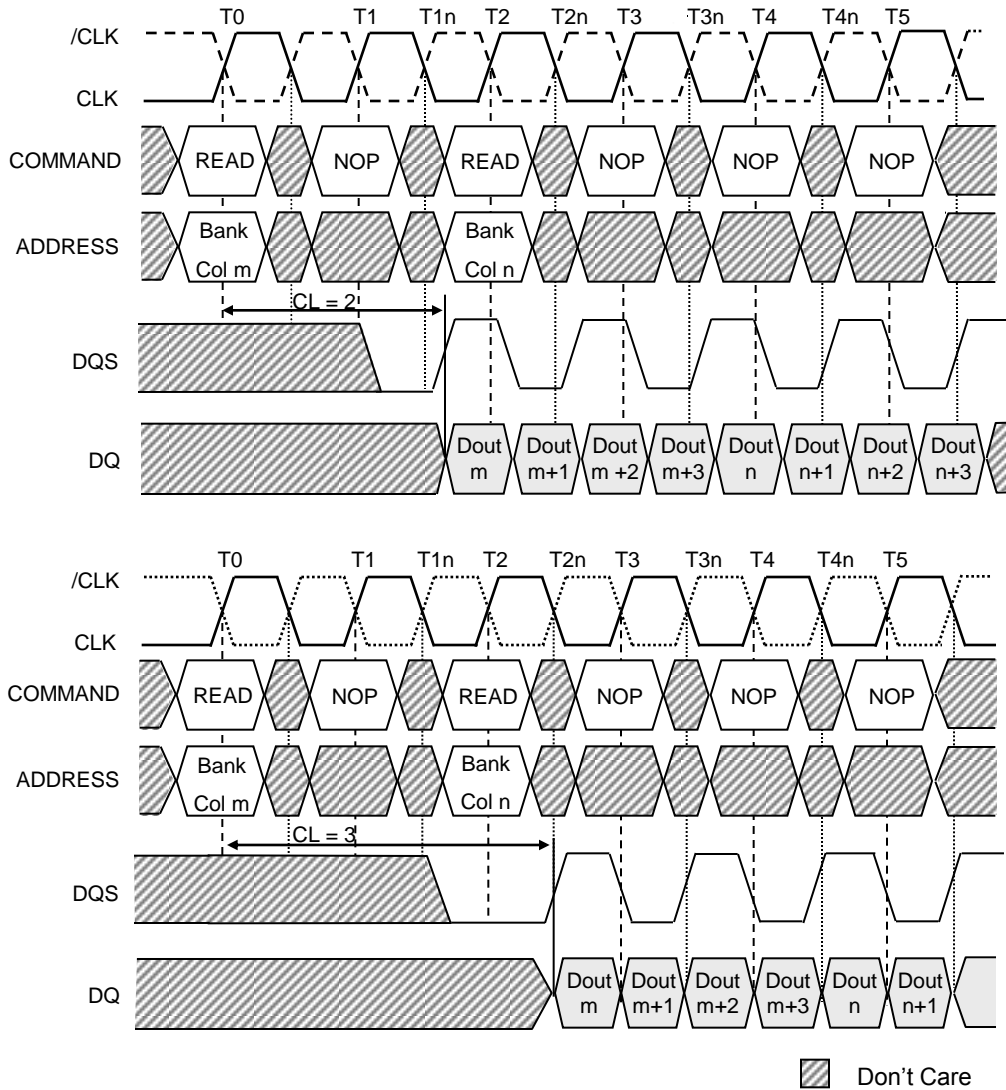 T0 T1 T1n T2 T2n T3 T3n T4 T4n T5
/CLK
CLK
COMMAND READ NOP READ NOP NOP NOP
ADDRESS Bank Col m Bank Col n
CL = 2
DQS
DQ Dout m Dout m+1 Dout m +2 Dout m+3 Dout n Dout n+1 Dout n+2 Dout n+3
T0 T1 T1n T2 T2n T3 T3n T4 T4n T5
/CLK
CLK
COMMAND READ NOP READ NOP NOP NOP
ADDRESS Bank Col m Bank Col n
CL = 3
DQS
DQ Dout m Dout m+1 Dout m+2 Dout m+3 Dout n Dout n+1
Don't Care